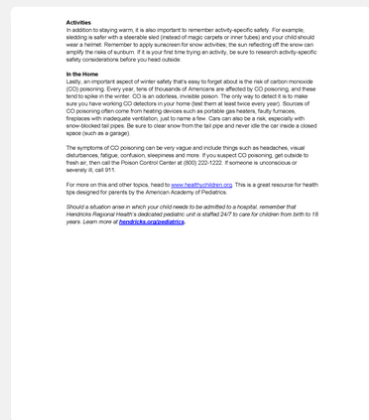 Activities
In addition to staying warm, it is also important to remember activity-specific safety. For example,
sledding is safer with a steerable sled (instead of magic carpets or inner tubes) and your child should
wear a helmet. Remember to apply sunscreen for snow activities; the sun reflecting off the snow can
amplify the risks of sunburn. If it is your first time trying an activity, be sure to research activity-specific
safety considerations before you head outside.
In the Home
Lastly, an important aspect of winter safety that's easy to forget about is the risk of carbon monoxide
(CO) poisoning. Every year, tens of thousands of Americans are affected by CO poisoning, and these
tend to spike in the winter. CO is an odorless, invisible poison. The only way to detect it is to make
sure you have working CO detectors in your home (test them at least twice every year). Sources of
CO poisoning often come from heating devices such as portable gas heaters, faulty furnaces,
fireplaces with inadequate ventilation, just to name a few. Cars can also be a risk, especially with
snow-blocked tail pipes. Be sure to clear snow from the tail pipe and never idle the car inside a closed
space (such as a garage).
The symptoms of CO poisoning can be very vague and include things such as headaches, visual
disturbances, fatigue, confusion, sleepiness and more. If you suspect CO poisoning, get outside to
fresh air, then call the Poison Control Center at (800) 222-1222. If someone is unconscious or
severely ill, call 911.
For more on this and other topics, head to www.healthychildren.org. This is a great resource for health
tips designed for parents by the American Academy of Pediatrics.
Should a situation arise in which your child needs to be admitted to a hospital, remember that
Hendricks Regional Health's dedicated pediatric unit is staffed 24/7 to care for children from birth to 18
years. Learn more at hendricks.org/pediatrics.